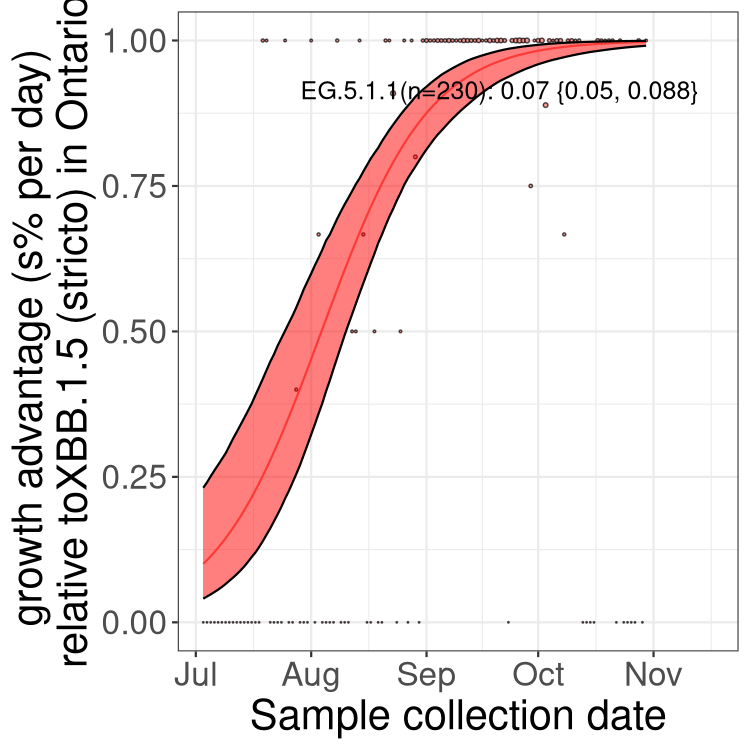 growth advantage (s% per day)
relative toXBB.1.5 (stricto) in Ontario
1.00
0.75
0.50
0.25
0.00
EG.5.1.1(n=230): 0.07 {0.05, 0.088}
Jul Aug Sep Oct Nov
Sample collection date